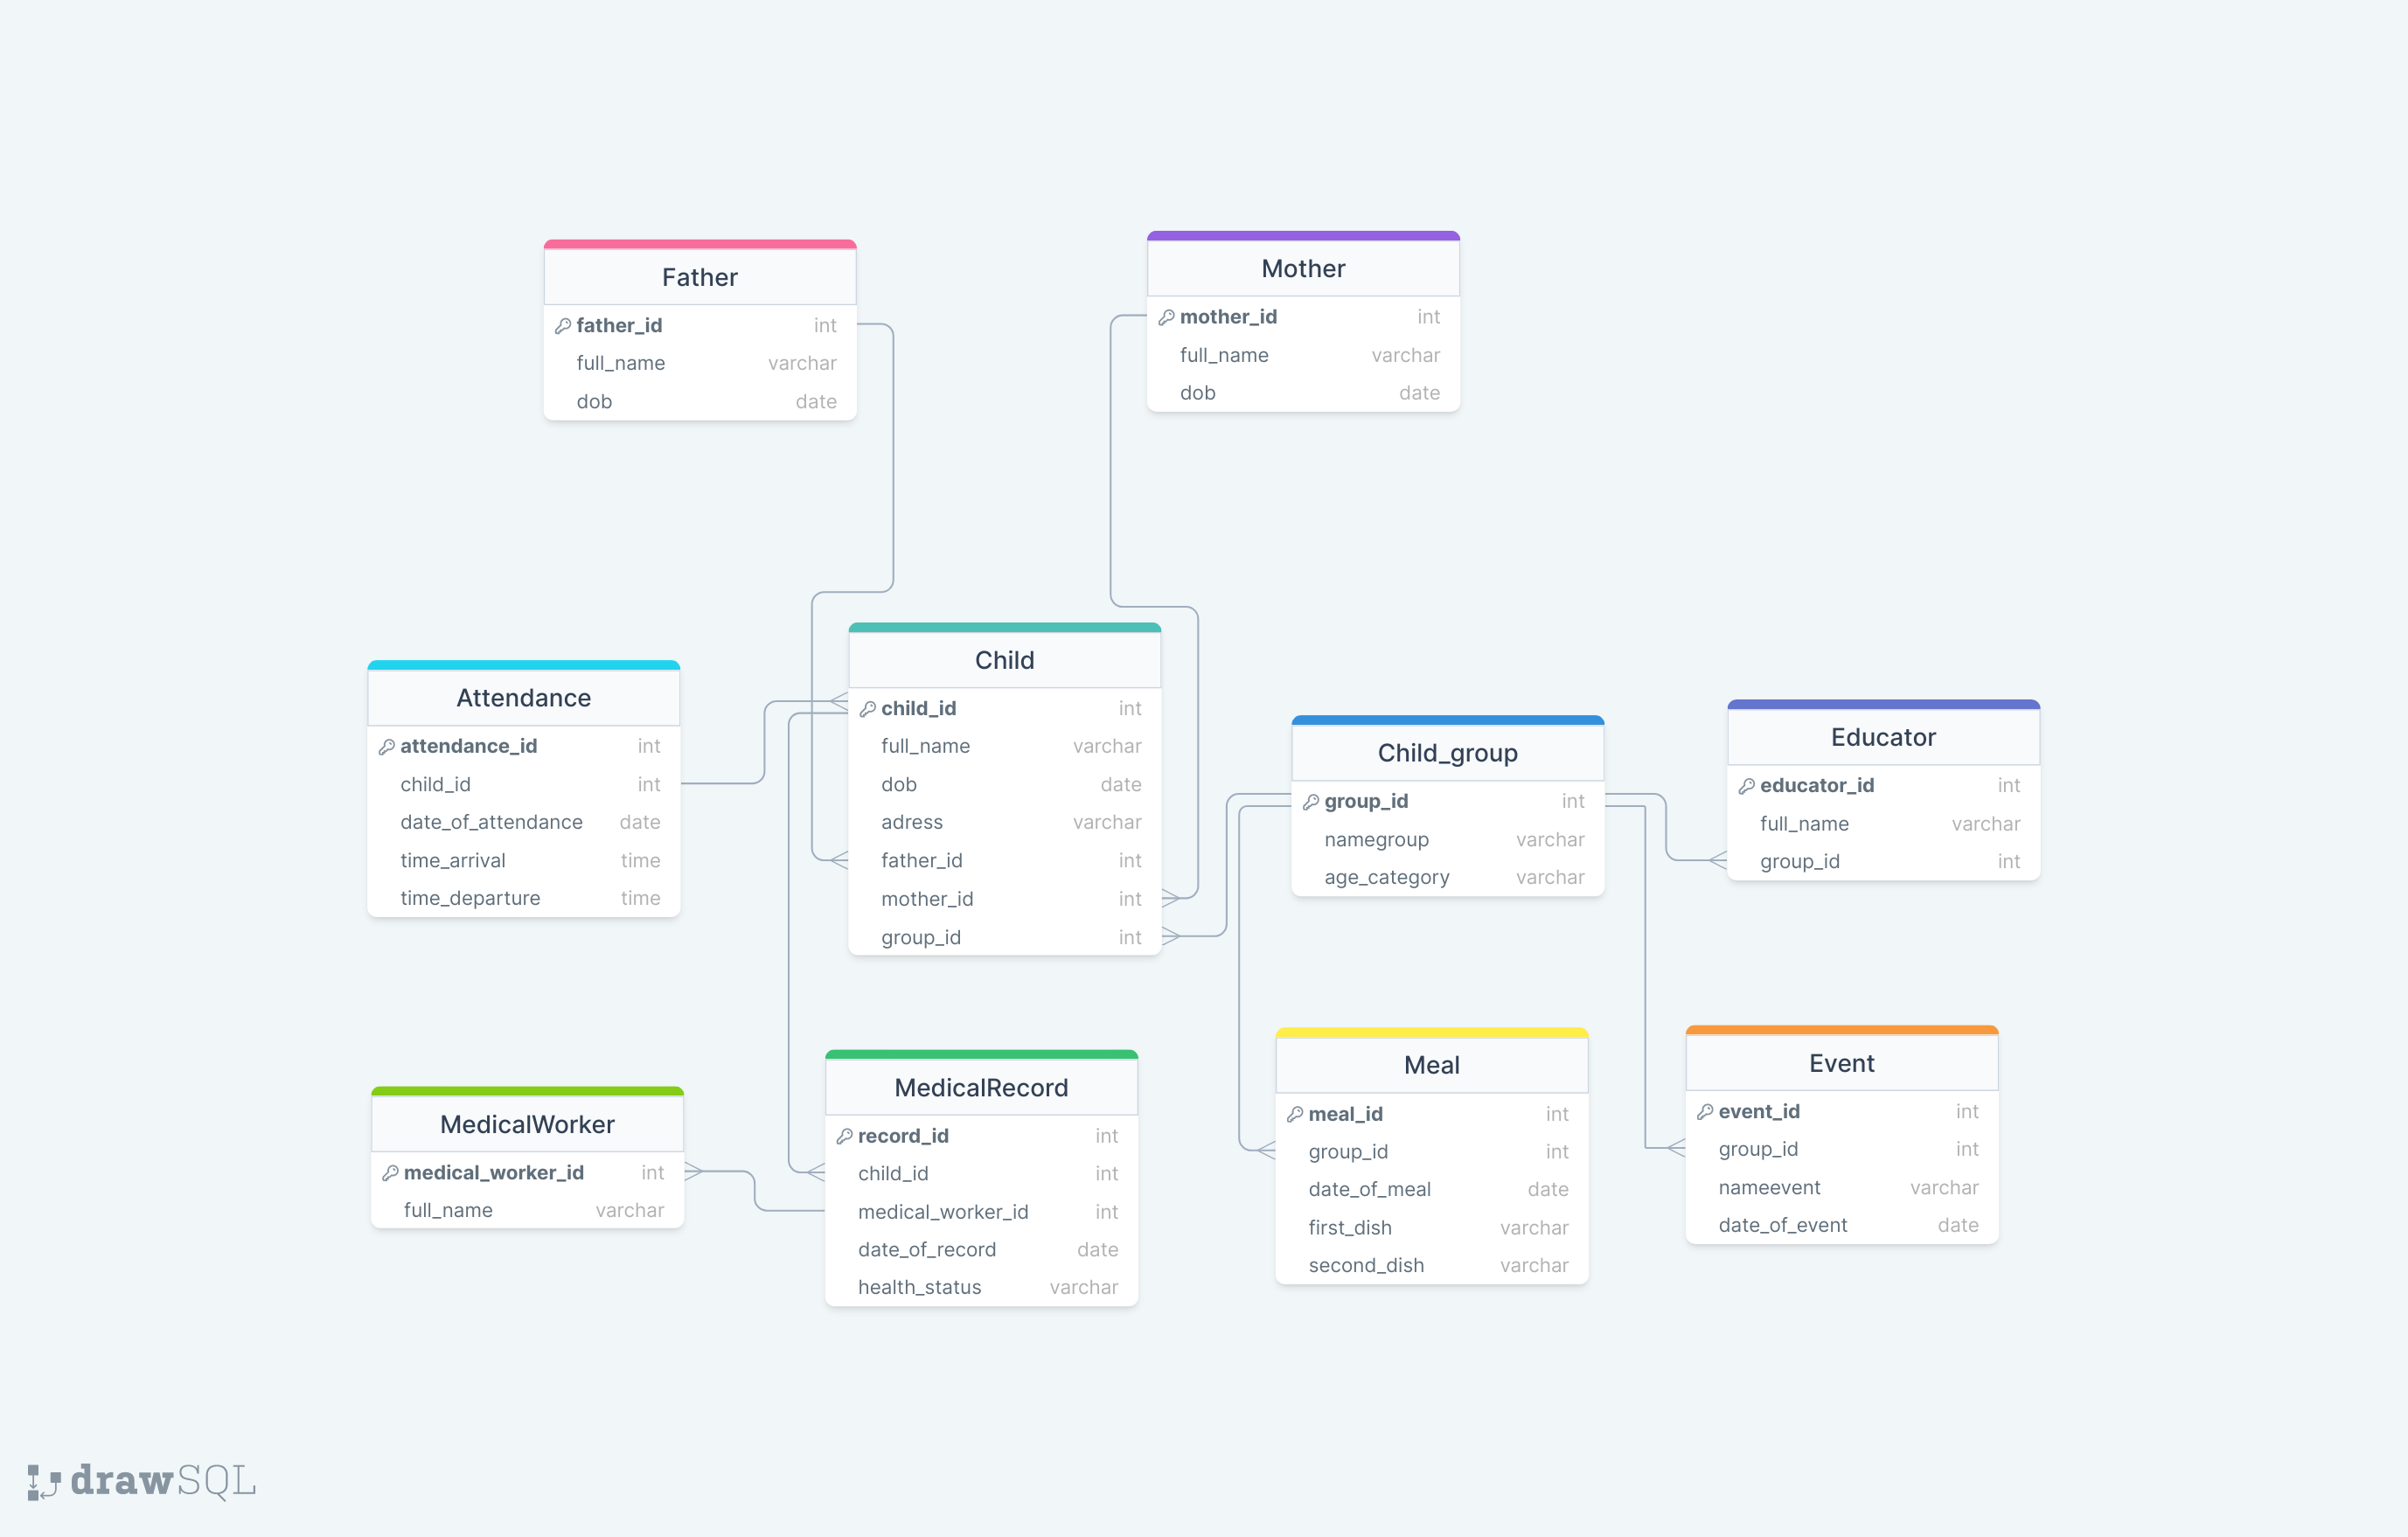 Father
father_id int
full_name varchar
dob date
Mother
mother_id int
full_name varchar
dob date
Attendance
attendance_id int
child_id int
date_of_attendance date
time_arrival time
time_departure time
Child
child_id int
full_name varchar
dob date
adress varchar
father_id int
mother_id int
group_id int
Child_group
group_id int
namegroup varchar
age_category varchar
Educator
educator_id int
full_name varchar
group_id int
MedicalWorker
medical_worker_id int
full_name varchar
MedicalRecord
record_id int
child_id int
medical_worker_id int
date_of_record date
health_status varchar
Meal
meal_id int
group_id int
date_of_meal date
first_dish varchar
second_dish varchar
Event
event_id int
group_id int
nameevent varchar
date_of_event date
drawSQL